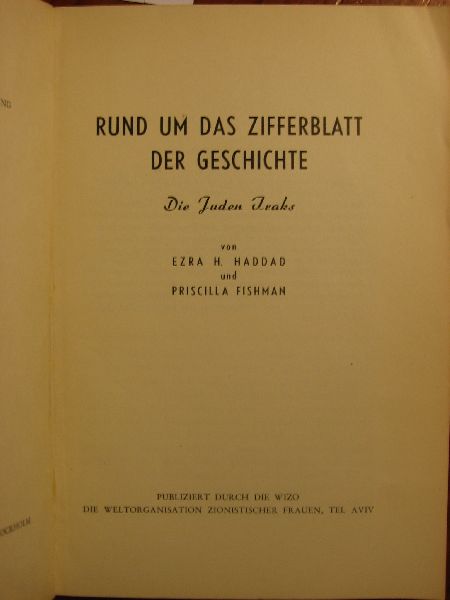 RUND UM DAS ZIFFERBLATT
DER GESCHICHTE
Die Juden Iraks
von
EZRA H. HADDAD
und
PRISCILLA FISHMAN
PUBLIZIERT DURCH DIE WIZO
DIE WELTORGANISATION ZIONISTISCHER FRAUEN, TEL AVIV